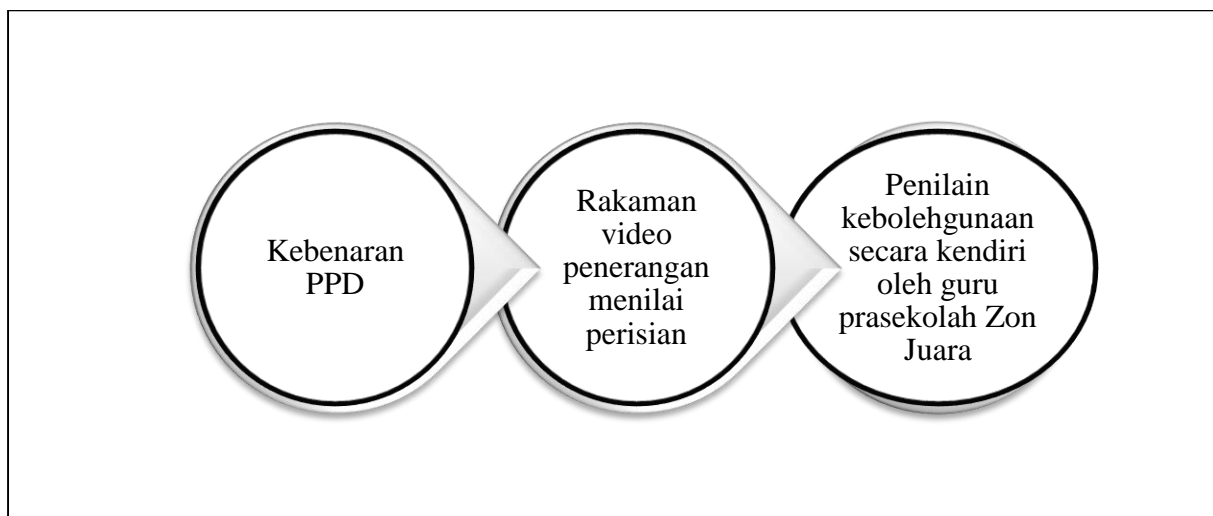 Kebenaran
PPD
Rakaman
video
penerangan
menilai
perisian
Penilain
kebolehgunaan
secara kendiri
oleh guru
prasekolah Zon
Juara